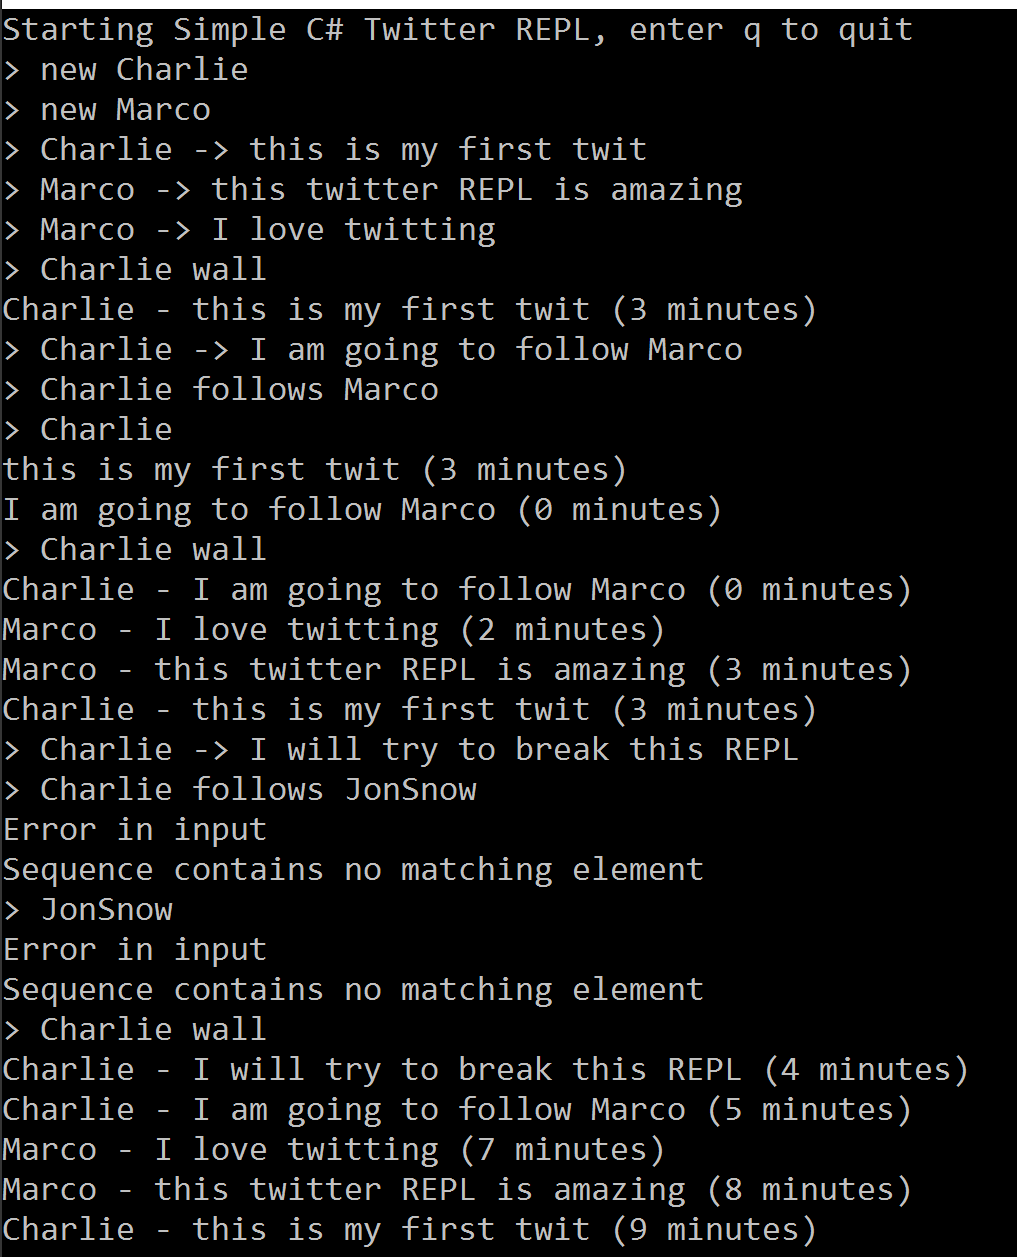 Starting Simple C# Twitter REPL, enter q to quit
> new Charlie
> new Marco
> Charlie -> this is my first twit
> Marco -> this twitter REPL is amazing
> Marco -> I love twitting
> Charlie wall
Charlie - this is my first twit (3 minutes)
> Charlie -> I am going to follow Marco
> Charlie follows Marco
> Charlie
this is my first twit (3 minutes)
I am going to follow Marco (0 minutes)
> Charlie wall
Charlie - I am going to follow Marco (0 minutes)
Marco - I love twitting (2 minutes)
Marco - this twitter REPL is amazing (3 minutes)
Charlie - this is my first twit (3 minutes)
> Charlie -> I will try to break this REPL
> Charlie follows JonSnow
Error in input
Sequence contains no matching element
> JonSnow
Error in input
Sequence contains no matching element
> Charlie wall
Charlie - I will try to break this REPL (4 minutes)
Charlie - I am going to follow Marco (5 minutes)
Marco - I love twitting (7 minutes)
Marco - this twitter REPL is amazing (8 minutes)
Charlie - this is my first twit (9 minutes)